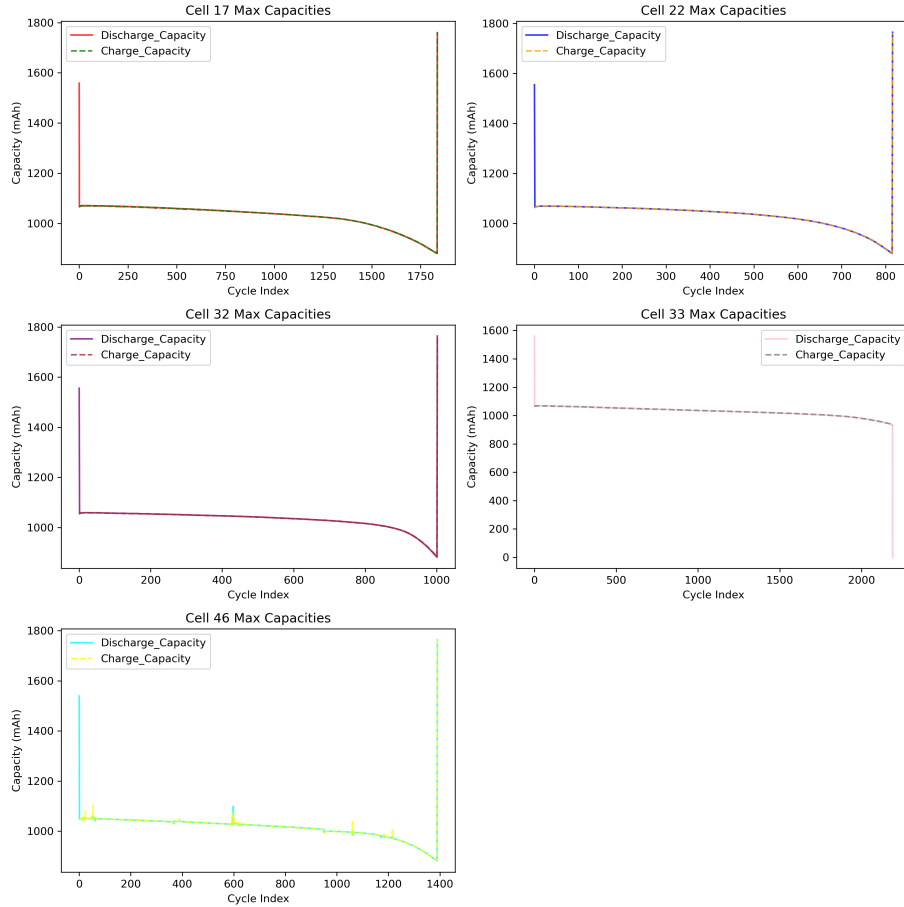 Cell 17 Max Capacities
Capacity (mAh)
1800
1600
1400
1200
1000
Discharge_Capacity
Charge_Capacity
0 250 500 750 1000 1250 1500 1750
Cycle Index
Cell 22 Max Capacities
Capacity (mAh)
1800
1600
1400
1200
1000
Discharge_Capacity
Charge_Capacity
0 100 200 300 400 500 600 700 800
Cycle Index
Cell 32 Max Capacities
Capacity (mAh)
1800
1600
1400
1200
1000
Discharge_Capacity
Charge_Capacity
0 200 400 600 800 1000
Cycle Index
Cell 33 Max Capacities
Capacity (mAh)
1600
1400
1200
1000
800
600
400
200
0
Discharge_Capacity
Charge_Capacity
0 500 1000 1500 2000
Cycle Index
Cell 46 Max Capacities
Capacity (mAh)
1800
1600
1400
1200
1000
Discharge_Capacity
Charge_Capacity
0 200 400 600 800 1000 1200 1400
Cycle Index